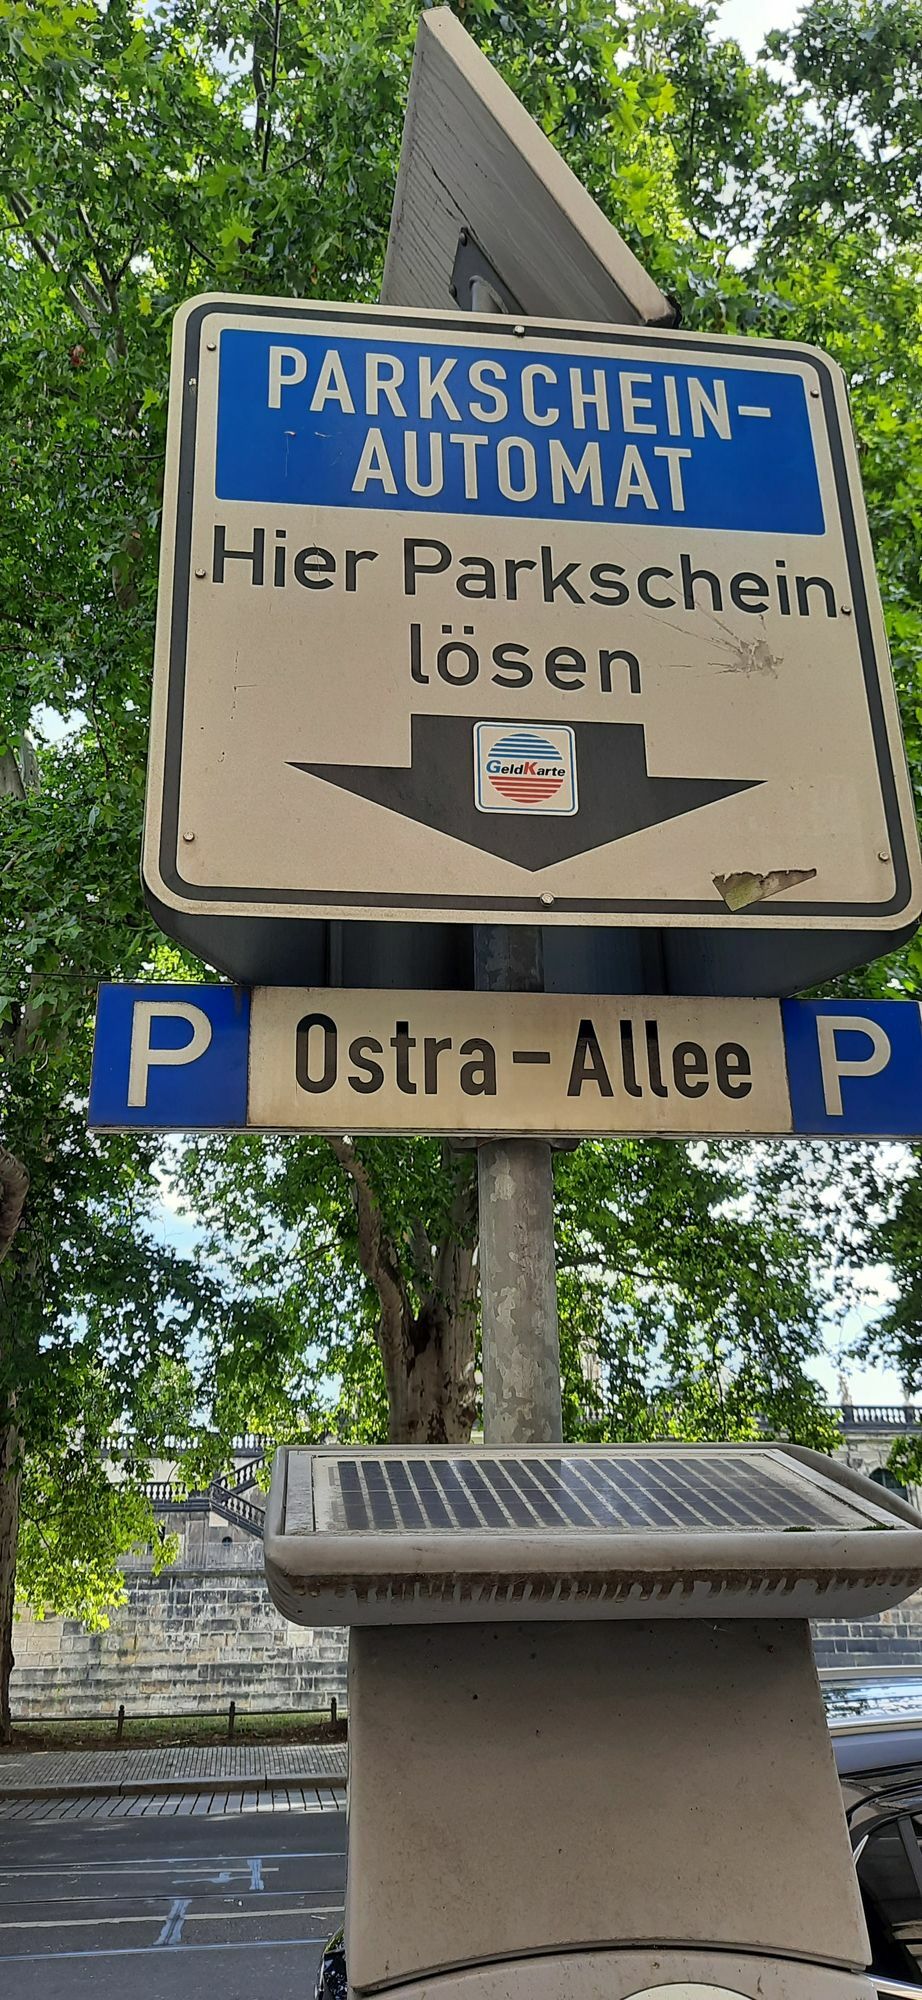 PARKSCHEIN-
AUTOMAT
Hier Parkschein
lösen
GeldKarte
P Ostra-Allee P